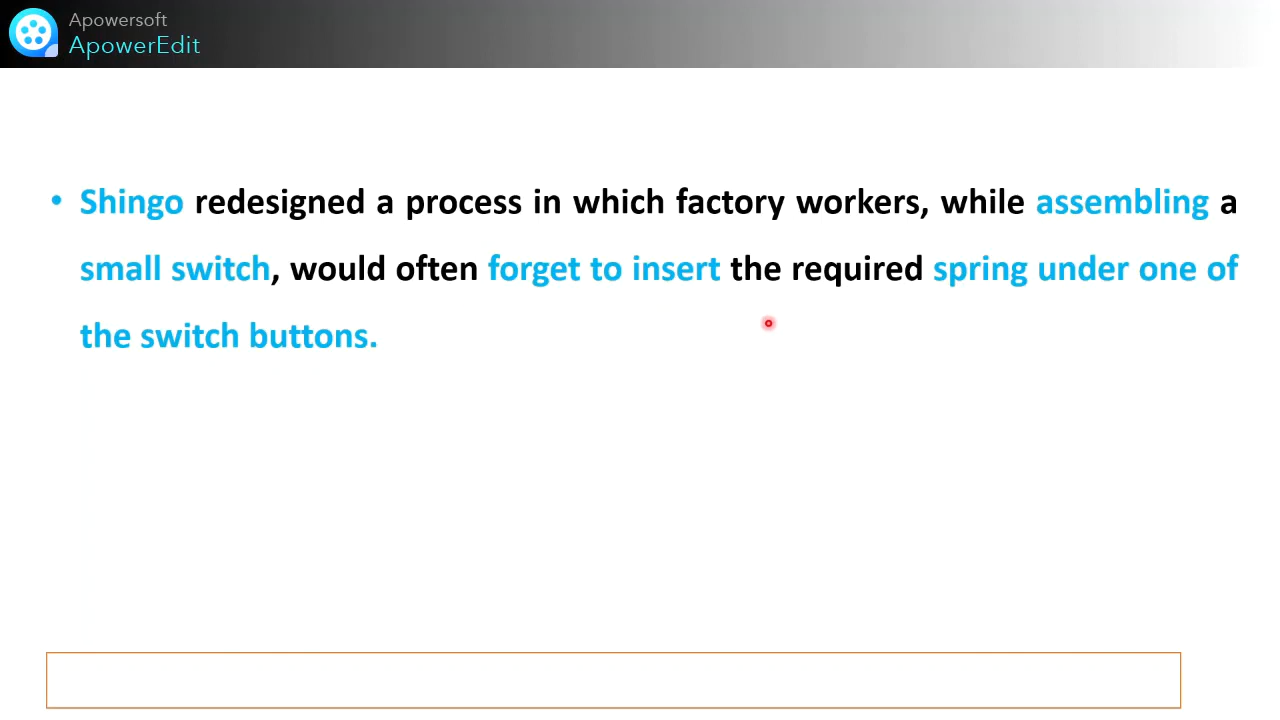 Apowersoft
ApowerEdit
• Shingo redesigned a process in which factory workers, while assembling a
small switch, would often forget to insert the required spring under one of
the switch buttons.